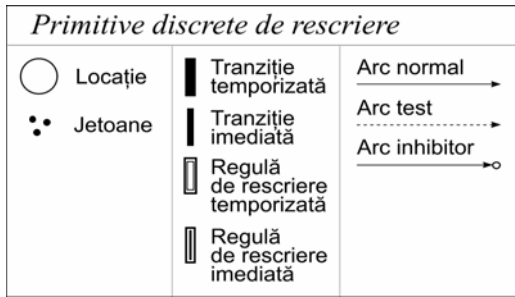 Primitive discrete de rescriere
Locație
Jetoane
Tranziție
temporizată
Tranziție
imediată
Regulă
de rescriere
temporizată
Regulă
de rescriere
imediată
Arc normal
Arc test
Arc inhibitor